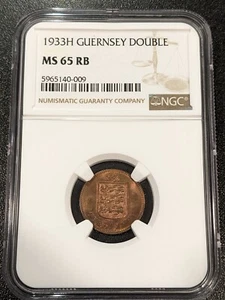 1933H GUERNSEY DOUBLE
MS 65 RB
5965140-009
NUMISMATIC GUARANTY COMPANY
NGC